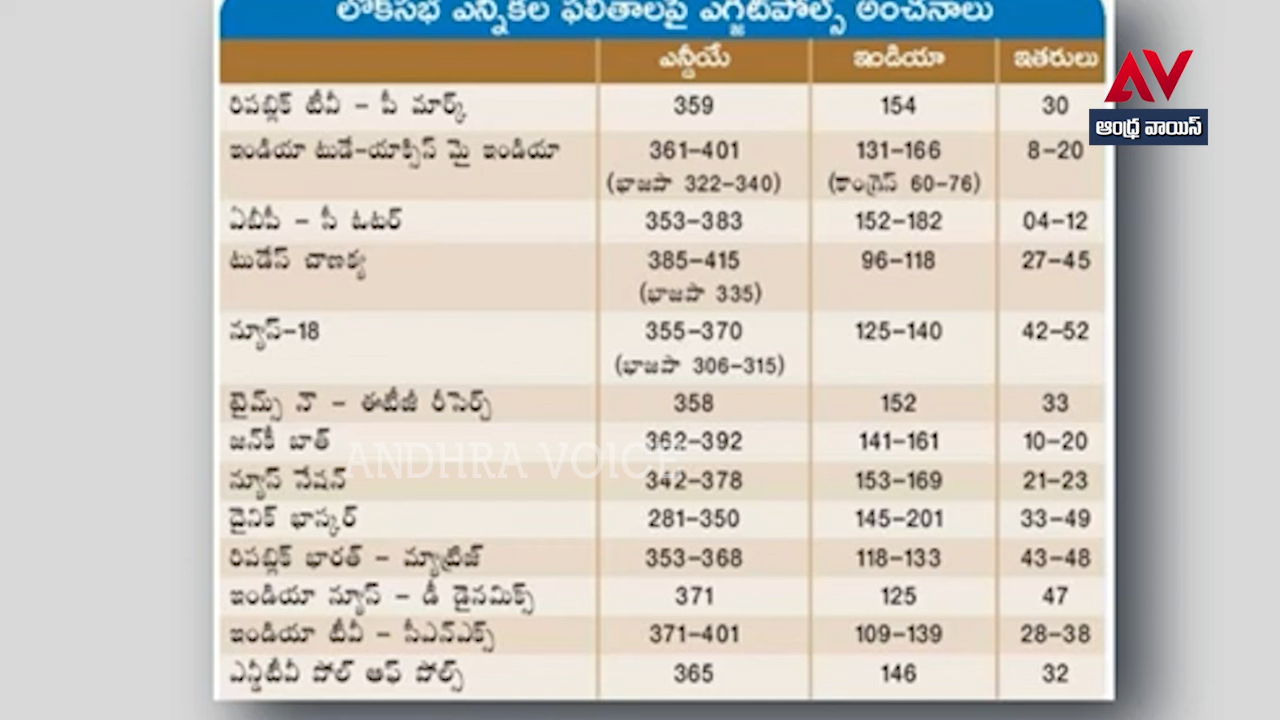 లోక్‌సభ ఎన్నికల ఫలితాలపై ఎగ్జిట్‌పోల్స్ అంచనాలు
ఎన్డీయే ఇండియా ఇతరులు
రిపబ్లిక్ టీవీ – పీ మార్క్ 359 154 30
ఇండియా టుడే–యాక్సిస్ మై ఇండియా 361–401 131–166 8–20
(భాజపా 322–340) (కాంగ్రెస్ 60–76)
ఏబీపీ – సీ ఓటర్ 353–383 152–182 04–12
టుడేస్ చాణక్య 385–415 96–118 27–45
(భాజపా 335)
న్యూస్–18 355–370 125–140 42–52
(భాజపా 306–315)
టైమ్స్ నౌ – ఈటీజీ రీసెర్చ్ 358 152 33
జన్‌కీ బాత్ 362–392 141–161 10–20
న్యూస్ నేషన్ 342–378 153–169 21–23
దైనిక్ భాస్కర్ 281–350 145–201 33–49
రిపబ్లిక్ భారత్ – మ్యాట్రిజ్ 353–368 118–133 43–48
ఇండియా న్యూస్ – డీ డైనమిక్స్ 371 125 47
ఇండియా టీవీ – సీఎన్ఎక్స్ 371–401 109–139 28–38
ఎన్డీటీవీ పోల్ ఆఫ్ పోల్స్ 365 146 32
AV
ఆంధ్ర వాయిస్
ANDHRA VOICE